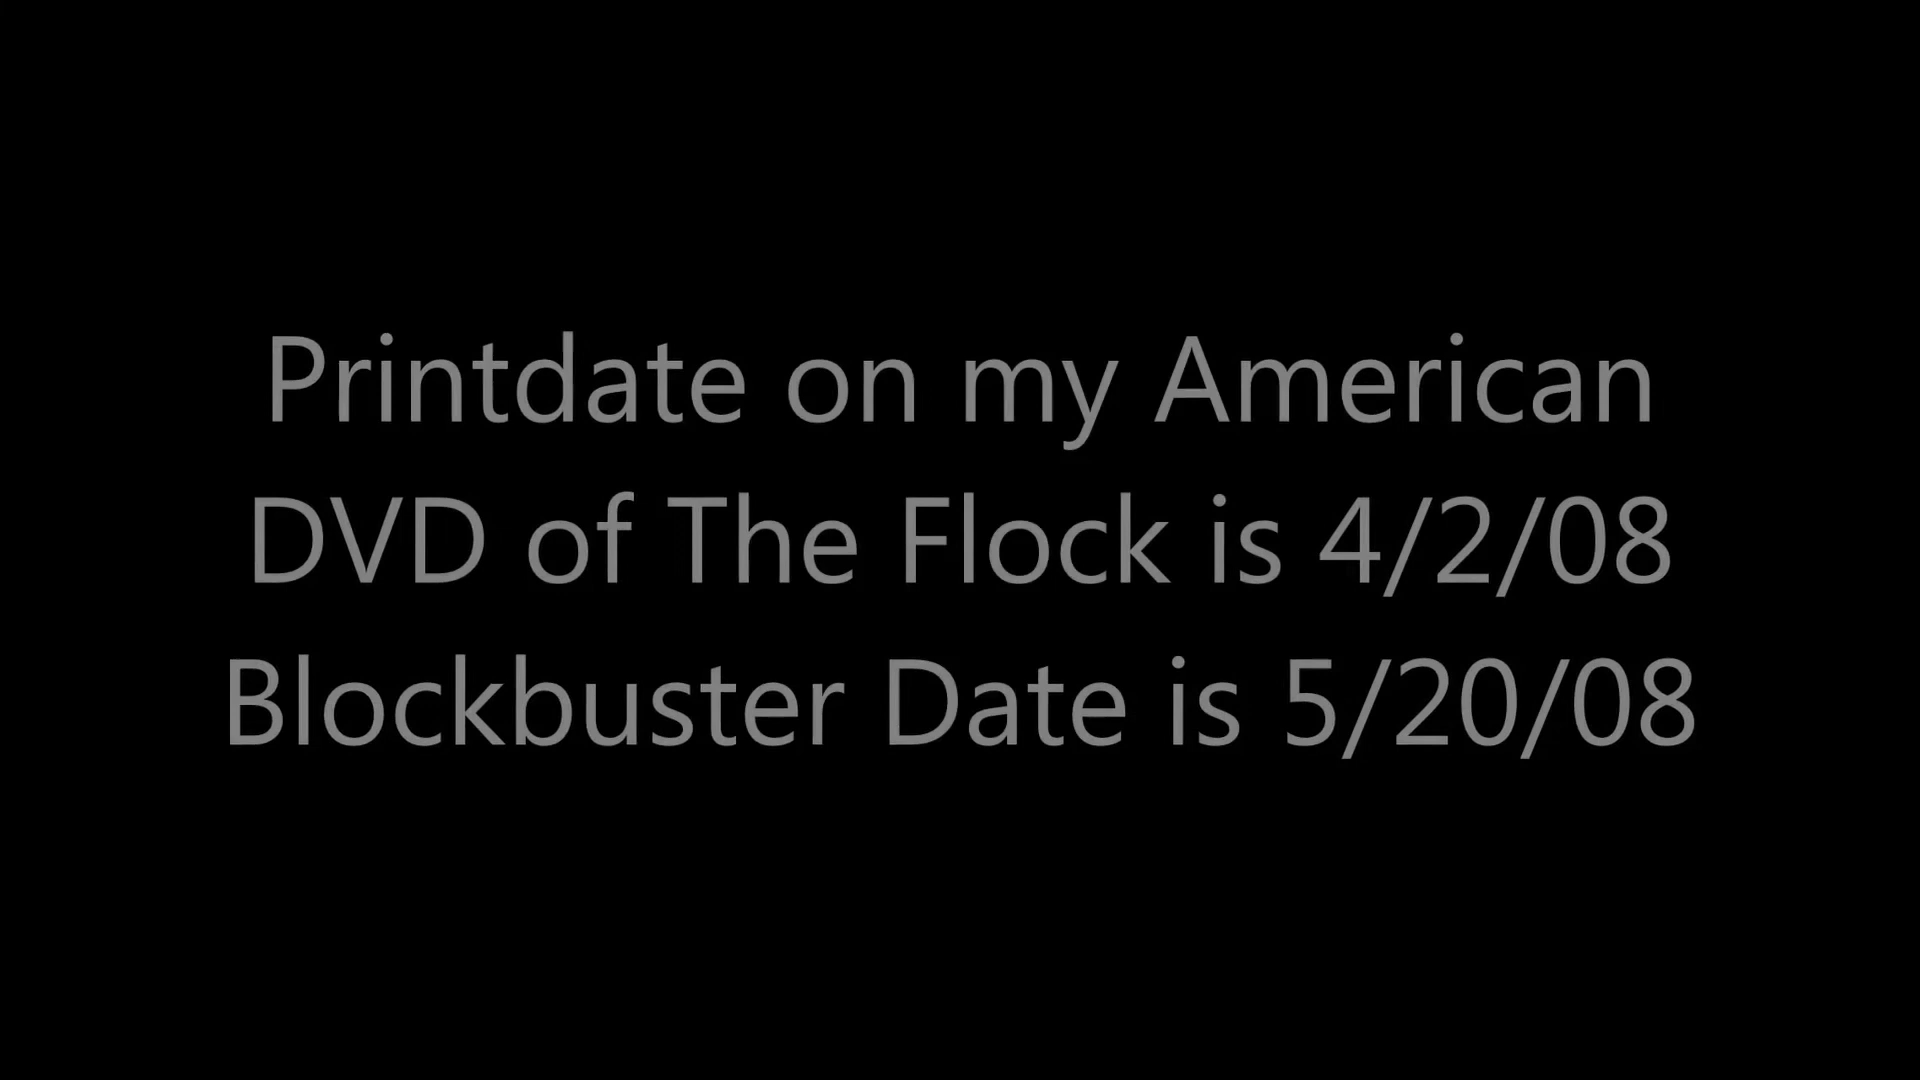 Printdate on my American
DVD of The Flock is 4/2/08
Blockbuster Date is 5/20/08